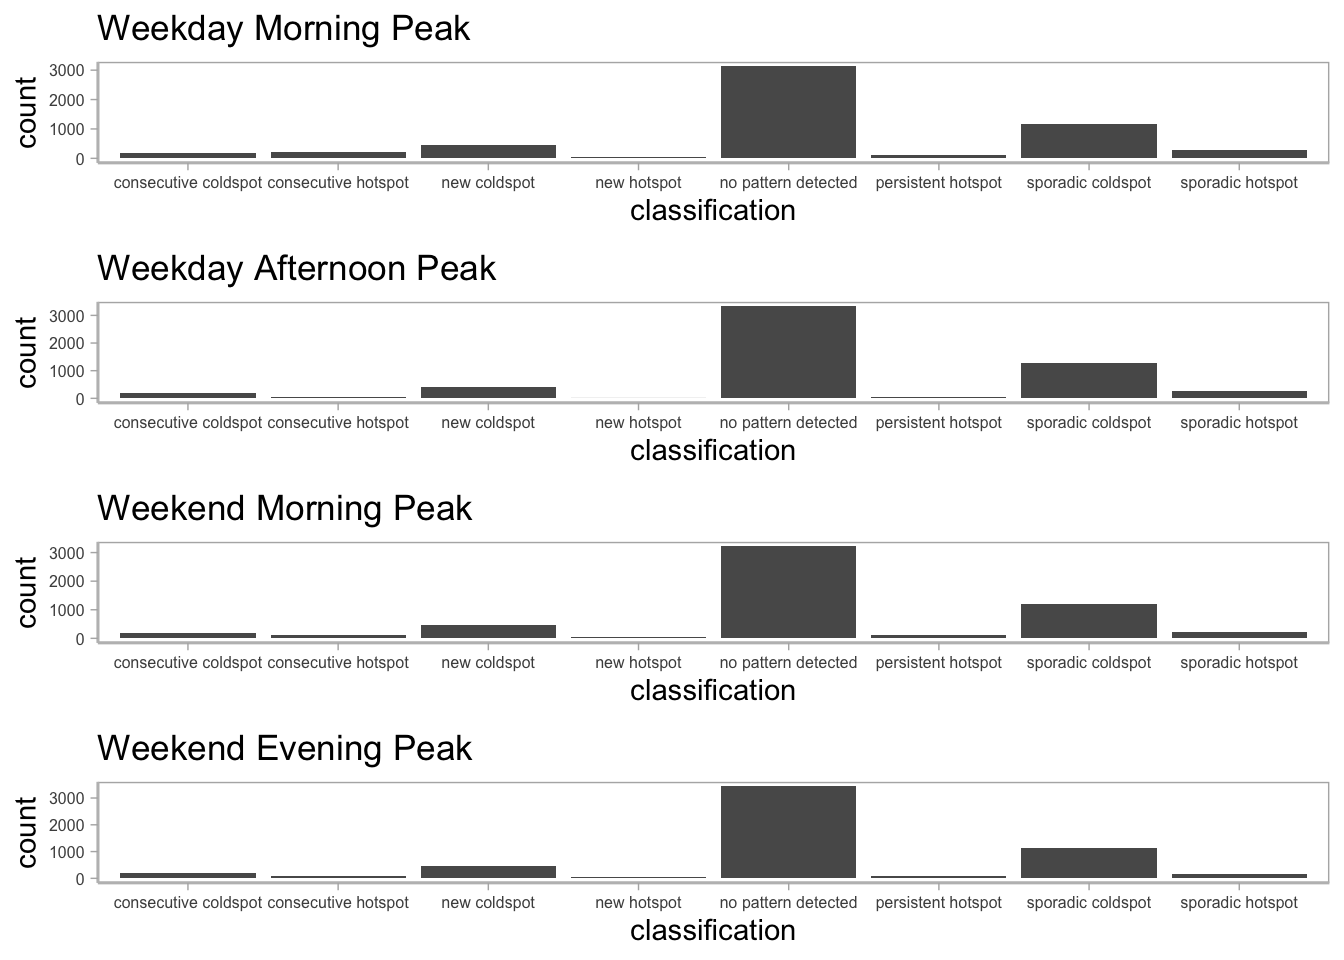 Weekday Morning Peak
count
3000
2000
1000
0
consecutive coldspot consecutive hotspot new coldspot new hotspot no pattern detected persistent hotspot sporadic coldspot sporadic hotspot
classification
Weekday Afternoon Peak
count
3000
2000
1000
0
consecutive coldspot consecutive hotspot new coldspot new hotspot no pattern detected persistent hotspot sporadic coldspot sporadic hotspot
classification
Weekend Morning Peak
count
3000
2000
1000
0
consecutive coldspot consecutive hotspot new coldspot new hotspot no pattern detected persistent hotspot sporadic coldspot sporadic hotspot
classification
Weekend Evening Peak
count
3000
2000
1000
0
consecutive coldspot consecutive hotspot new coldspot new hotspot no pattern detected persistent hotspot sporadic coldspot sporadic hotspot
classification